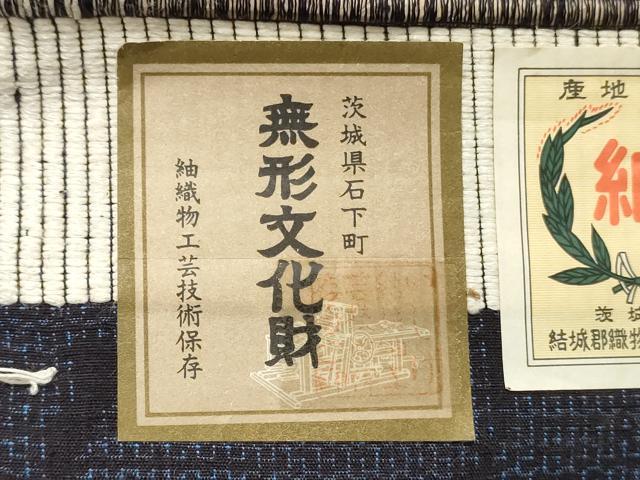 茨城県石下町
無形文化財
紬織物工芸技術保存
産地
茨城
結城郡織物